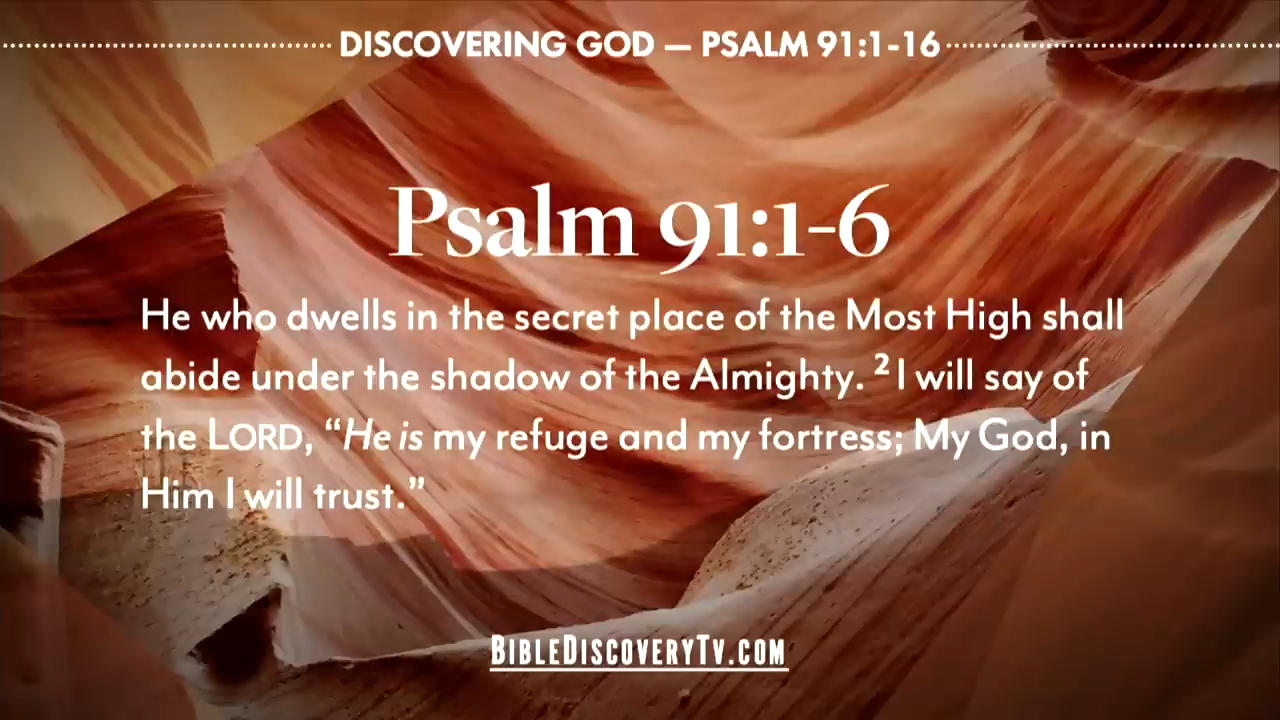 DISCOVERING GOD — PSALM 91:1-16
Psalm 91:1-6
He who dwells in the secret place of the Most High shall
abide under the shadow of the Almighty. ² I will say of
the LORD, “He is my refuge and my fortress; My God, in
Him I will trust.”
BIBLEDISCOVERYTV.COM